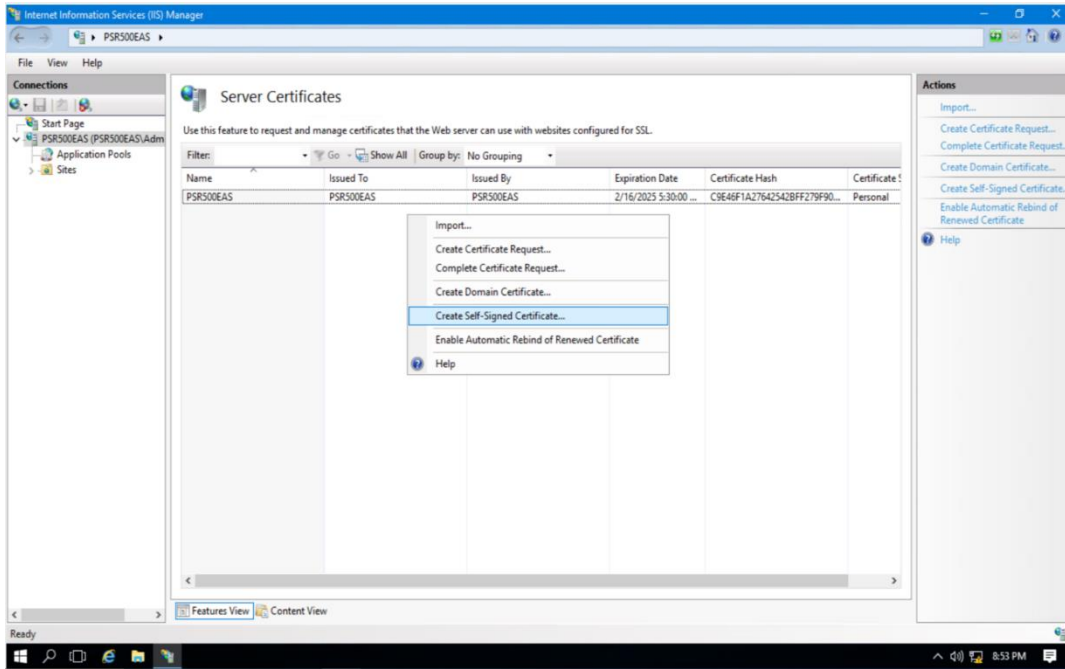 Internet Information Services (IIS) Manager
PSR500EAS
File View Help
Connections
Start Page
PSR500EAS (PSR500EAS\Adm
Application Pools
Sites
Server Certificates
Use this feature to request and manage certificates that the Web server can use with websites configured for SSL.
Filter: Go Show All Group by: No Grouping
Name Issued To Issued By Expiration Date Certificate Hash Certificate S
PSR500EAS PSR500EAS PSR500EAS 2/16/2025 5:30:00 ... C9E46F1A27642542BFF279F90... Personal
Import...
Create Certificate Request...
Complete Certificate Request...
Create Domain Certificate...
Create Self-Signed Certificate...
Enable Automatic Rebind of Renewed Certificate
Help
Actions
Import...
Create Certificate Request...
Complete Certificate Request.
Create Domain Certificate...
Create Self-Signed Certificate.
Enable Automatic Rebind of
Renewed Certificate
Help
Features View Content View
Ready
8:53 PM